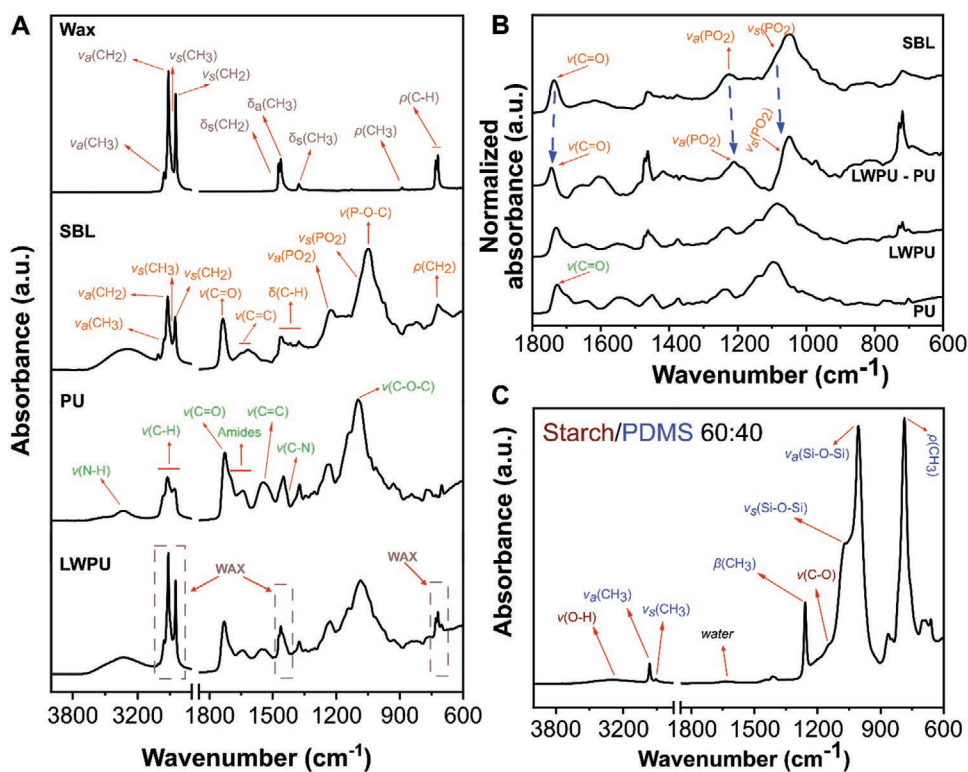 A
Wax
νa(CH2)
νs(CH3)
νs(CH2)
νa(CH3)
δa(CH3)
δs(CH2)
δs(CH3)
ρ(CH3)
ρ(C-H)
SBL
νa(CH2)
νs(CH3)
νs(CH2)
νa(CH3)
ν(C=O)
ν(C=C)
δ(C-H)
νa(PO2)
νs(PO2)
ν(P-O-C)
ρ(CH2)
PU
ν(N-H)
ν(C-H)
ν(C=O)
Amides
ν(C=C)
ν(C-N)
ν(C-O-C)
LWPU
WAX
WAX
Absorbance (a.u.)
3800 3200 1800 1500 1200 900 600
Wavenumber (cm-1)
B
SBL
ν(C=O)
νa(PO2)
νs(PO2)
ν(C=O)
νa(PO2)
νs(PO2)
LWPU - PU
LWPU
ν(C=O)
PU
Normalized
absorbance (a.u.)
1800 1600 1400 1200 1000 800 600
Wavenumber (cm-1)
C
Starch/PDMS 60:40
νa(Si-O-Si)
ρ(CH3)
νs(Si-O-Si)
β(CH3)
ν(C-O)
νa(CH3)
νs(CH3)
ν(O-H)
water
Absorbance (a.u.)
3800 3200 1800 1500 1200 900 600
Wavenumber (cm-1)